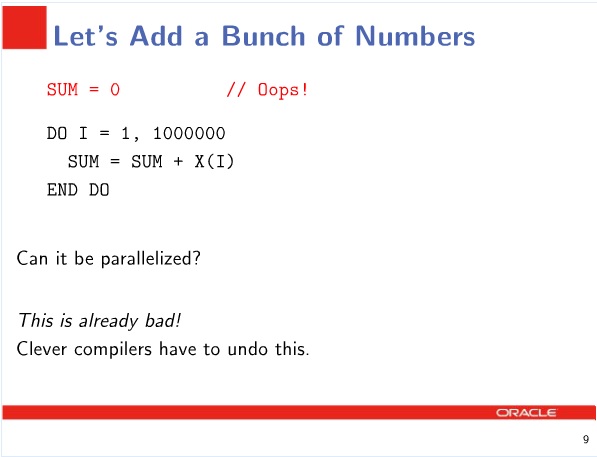 Let's Add a Bunch of Numbers
SUM = 0 // Oops!
DO I = 1, 1000000
SUM = SUM + X(I)
END DO
Can it be parallelized?
This is already bad!
Clever compilers have to undo this.
ORACLE
9